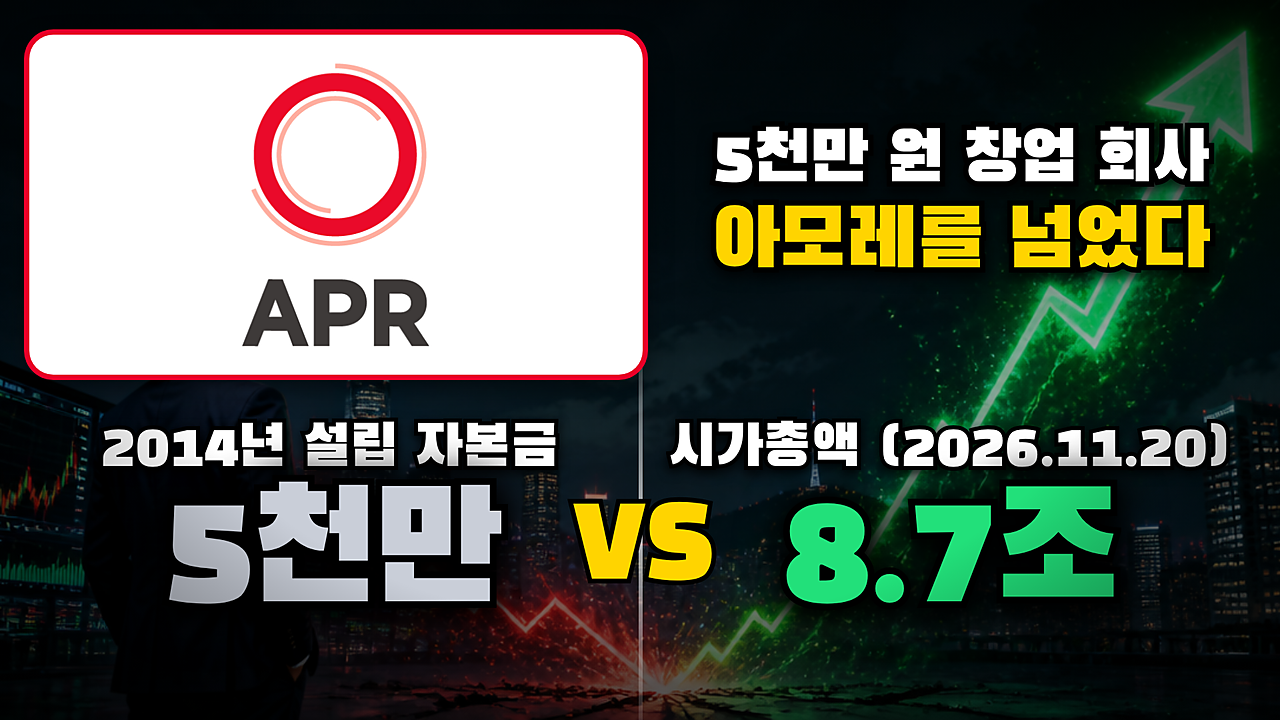 APR
5천만 원 창업 회사
아모레를 넘었다
2014년 설립 자본금
5천만
VS
시가총액 (2026.11.20)
8.7조